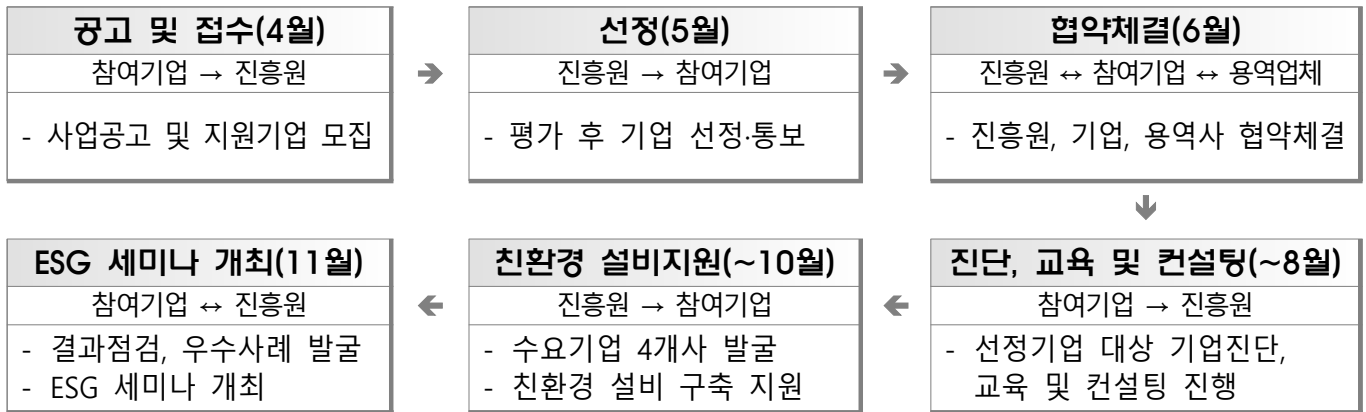 공고 및 접수(4월)
참여기업 → 진흥원
- 사업공고 및 지원기업 모집
선정(5월)
진흥원 → 참여기업
- 평가 후 기업 선정·통보
협약체결(6월)
진흥원 ↔ 참여기업 ↔ 용역업체
- 진흥원, 기업, 용역사 협약체결
진단, 교육 및 컨설팅(~8월)
참여기업 → 진흥원
- 선정기업 대상 기업진단,
교육 및 컨설팅 진행
친환경 설비지원(~10월)
진흥원 → 참여기업
- 수요기업 4개사 발굴
- 친환경 설비 구축 지원
ESG 세미나 개최(11월)
참여기업 ↔ 진흥원
- 결과점검, 우수사례 발굴
- ESG 세미나 개최